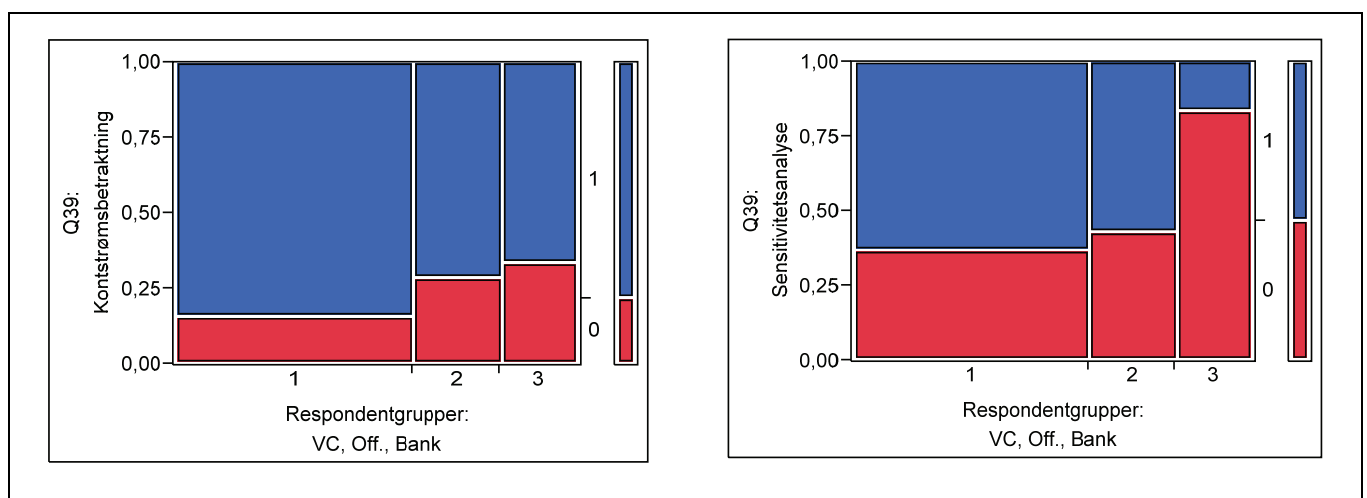 1,00
0,75
0,50
0,25
0,00
Q39:
Kontstrømsbetraktning
1
0
1 2 3
Respondentgrupper:
VC, Off., Bank
1,00
0,75
0,50
0,25
0,00
Q39:
Sensitivitetsanalyse
1
0
1 2 3
Respondentgrupper:
VC, Off., Bank